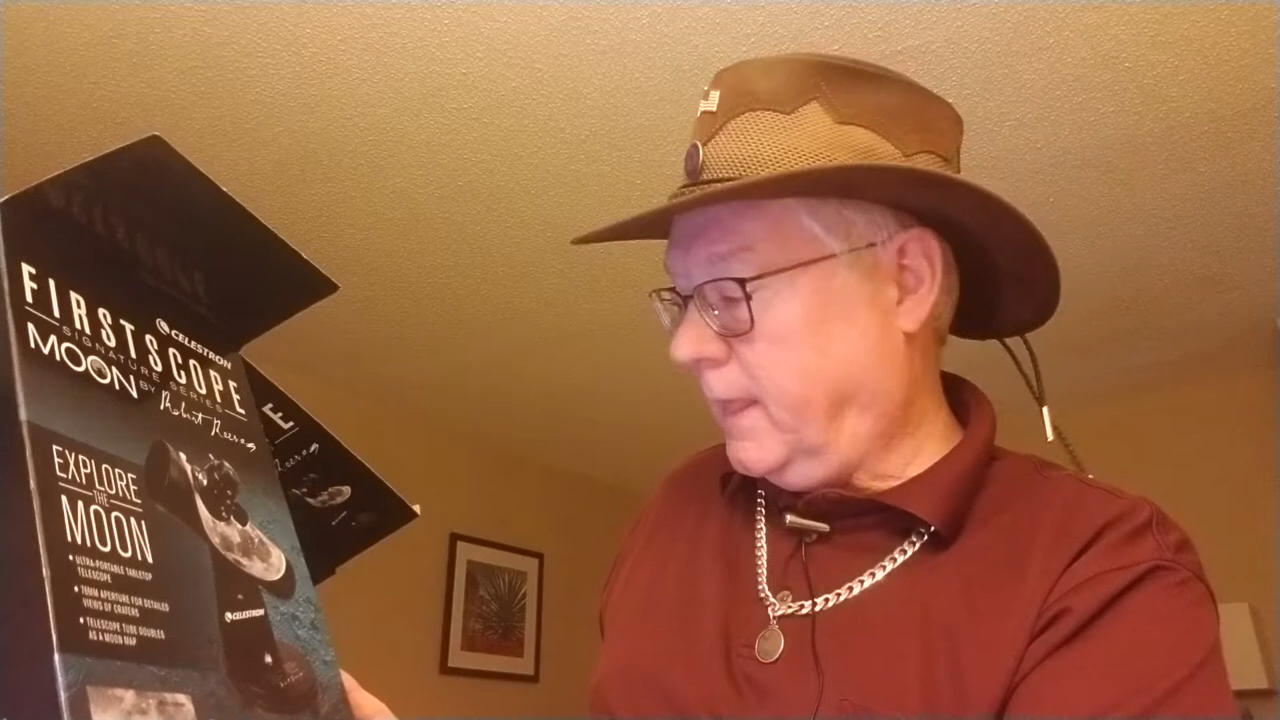 CELESTRON
FIRSTSCOPE
SIGNATURE SERIES
MOON BY Robert Reeves
EXPLORE
THE
MOON
• ULTRA-PORTABLE TABLETOP
TELESCOPE
• 76MM APERTURE FOR DETAILED
VIEWS OF CRATERS
• TELESCOPE TUBE DOUBLES
AS A MOON MAP
CELESTRON
E
Reeves